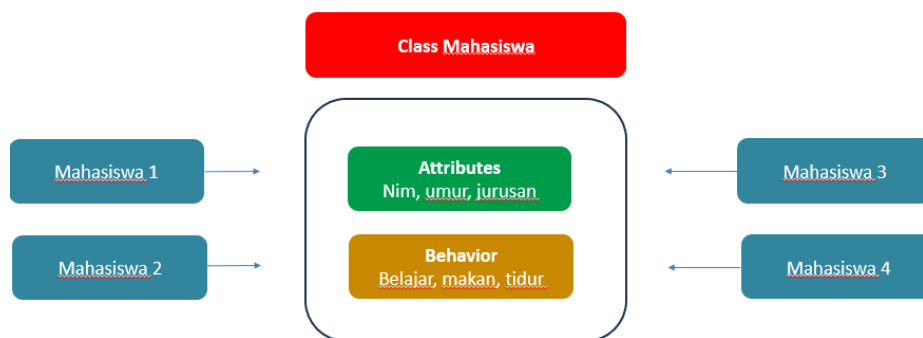 Class Mahasiswa
Mahasiswa 1
Attributes
Nim, umur, jurusan
Mahasiswa 3
Mahasiswa 2
Behavior
Belajar, makan, tidur
Mahasiswa 4